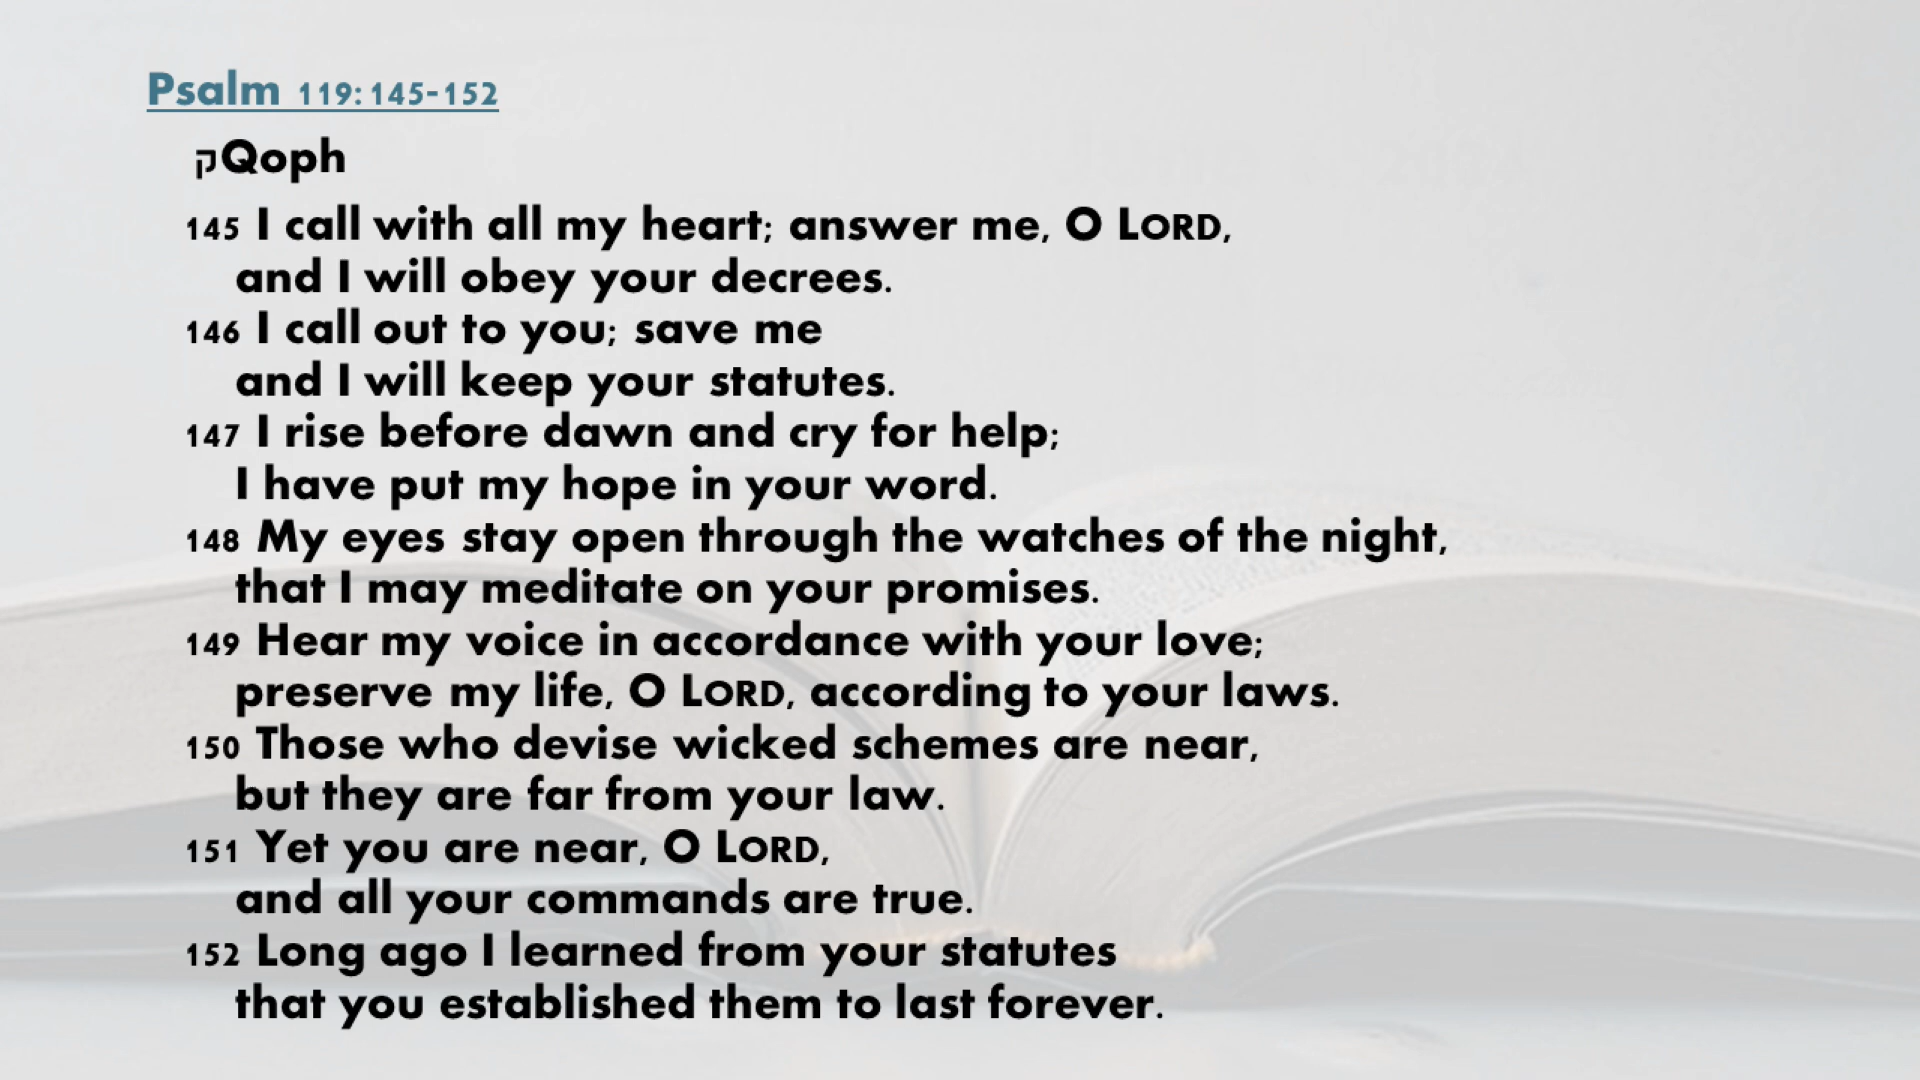 Psalm 119:145-152
קQoph
145 I call with all my heart; answer me, O LORD,
and I will obey your decrees.
146 I call out to you; save me
and I will keep your statutes.
147 I rise before dawn and cry for help;
I have put my hope in your word.
148 My eyes stay open through the watches of the night,
that I may meditate on your promises.
149 Hear my voice in accordance with your love;
preserve my life, O LORD, according to your laws.
150 Those who devise wicked schemes are near,
but they are far from your law.
151 Yet you are near, O LORD,
and all your commands are true.
152 Long ago I learned from your statutes
that you established them to last forever.